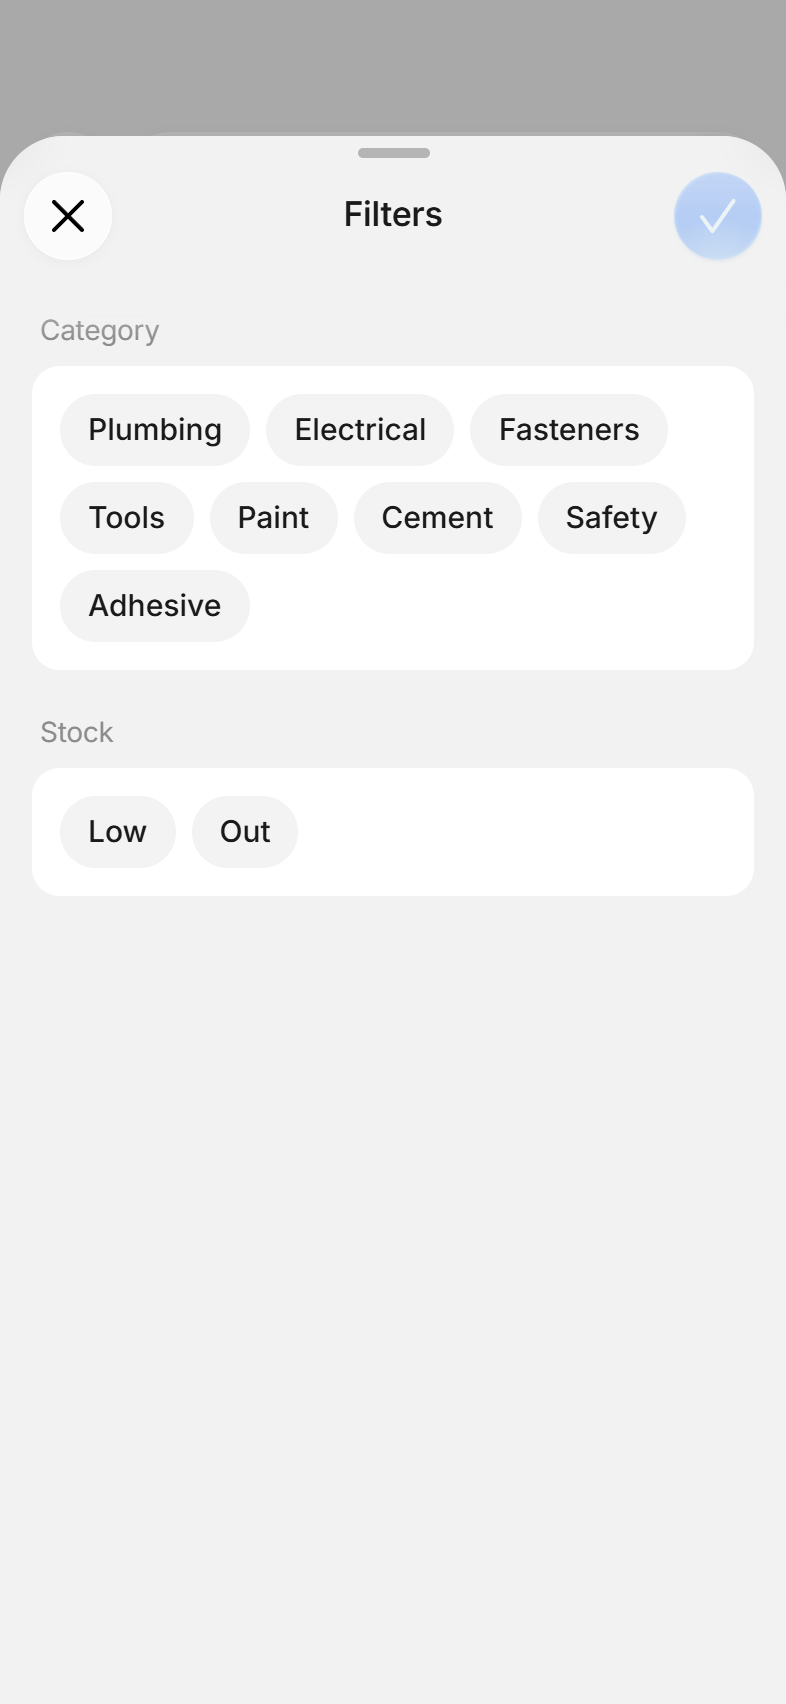 Filters
Category
Plumbing Electrical Fasteners
Tools Paint Cement Safety
Adhesive
Stock
Low Out